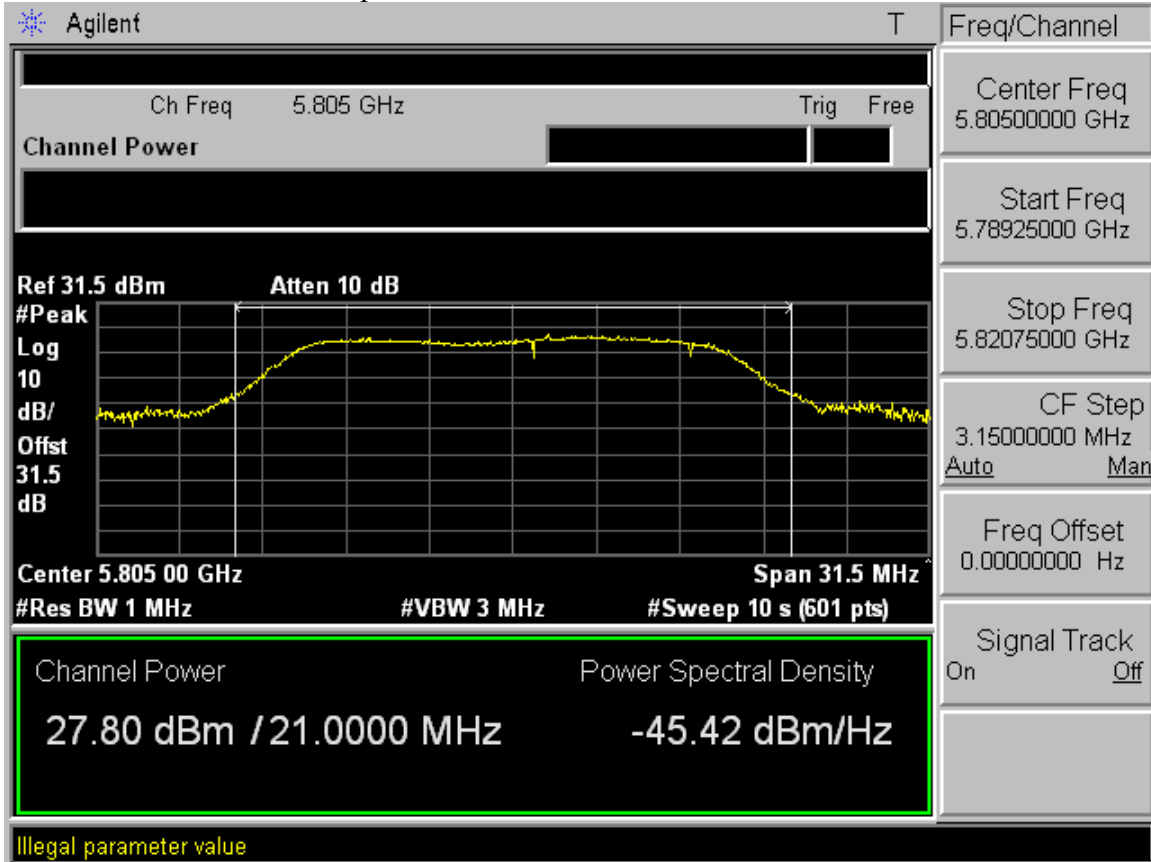 Agilent T
Freq/Channel
Ch Freq 5.805 GHz Trig Free
Channel Power
Center Freq
5.80500000 GHz
Start Freq
5.78925000 GHz
Ref 31.5 dBm Atten 10 dB
#Peak
Log
10
dB/
Offst
31.5
dB
Stop Freq
5.82075000 GHz
CF Step
3.15000000 MHz
Auto Man
Freq Offset
0.00000000 Hz
Center 5.805 00 GHz Span 31.5 MHz
#Res BW 1 MHz #VBW 3 MHz #Sweep 10 s (601 pts)
Signal Track
On Off
Channel Power Power Spectral Density
27.80 dBm / 21.0000 MHz -45.42 dBm/Hz
Illegal parameter value